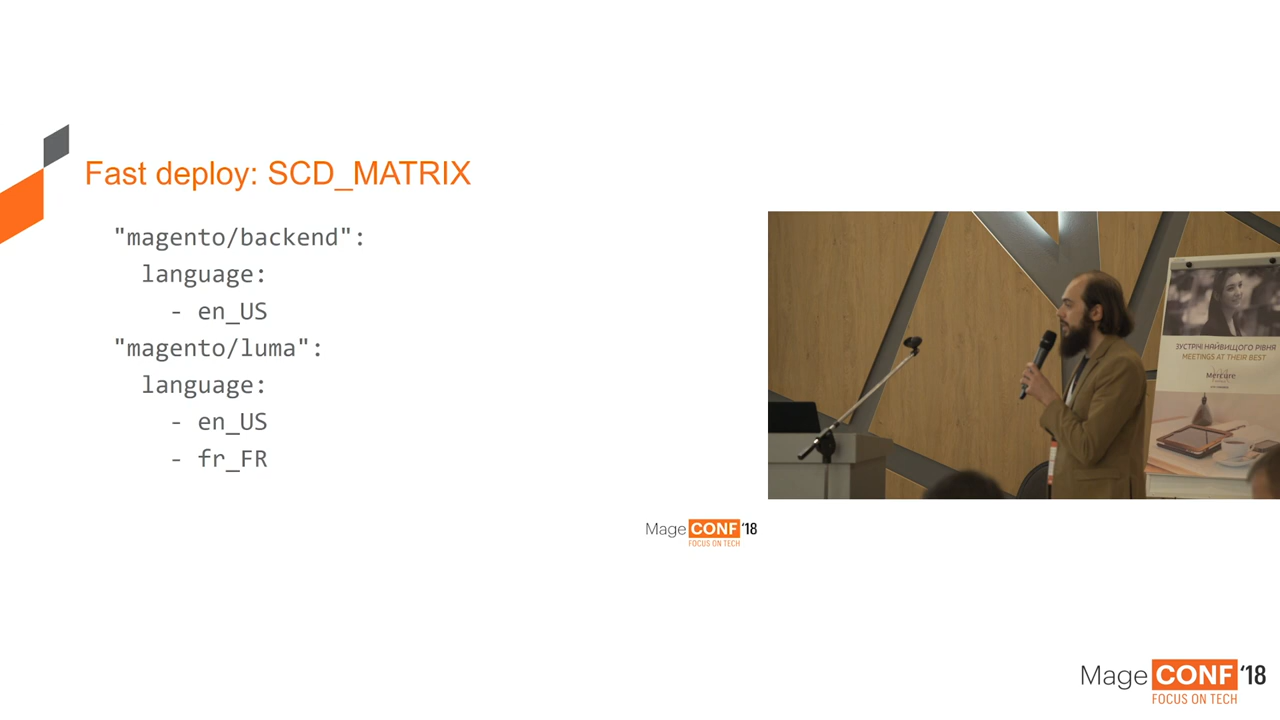 Fast deploy: SCD_MATRIX
"magento/backend":
language:
- en_US
"magento/luma":
language:
- en_US
- fr_FR
ЗУСТРІЧІ НАЙВИЩОГО РІВНЯ
MEETINGS AT THEIR BEST
Mercure
Mage CONF '18
FOCUS ON TECH
Mage CONF '18
FOCUS ON TECH